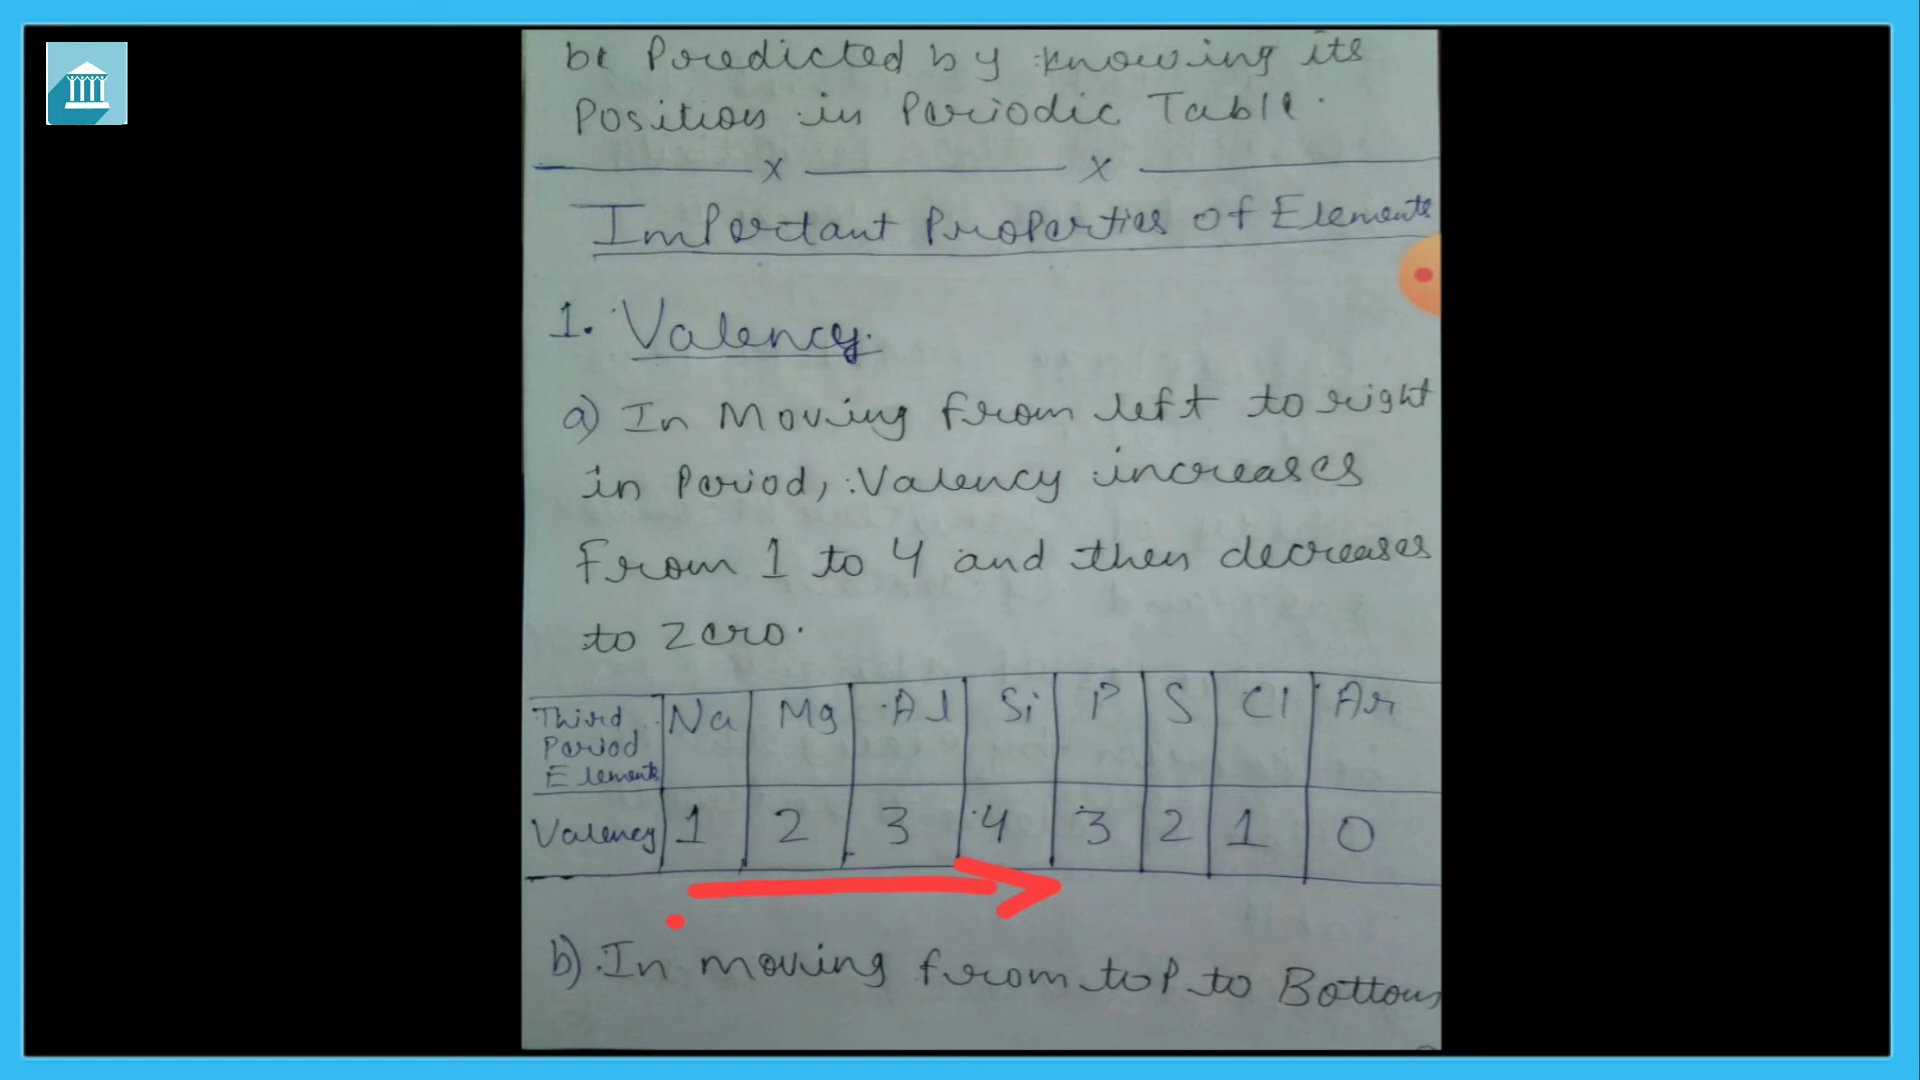 be Predicted by knowing its
Position in Periodic Table.
x x
Important Properties of Elements
1. Valency.
a) In Moving from left to right
in Period, Valency increases
From 1 to 4 and then decreases
to zero.
Third Period Elements Na Mg Al Si P S Cl Ar
Valency 1 2 3 4 3 2 1 0
b) In moving from top to Bottom